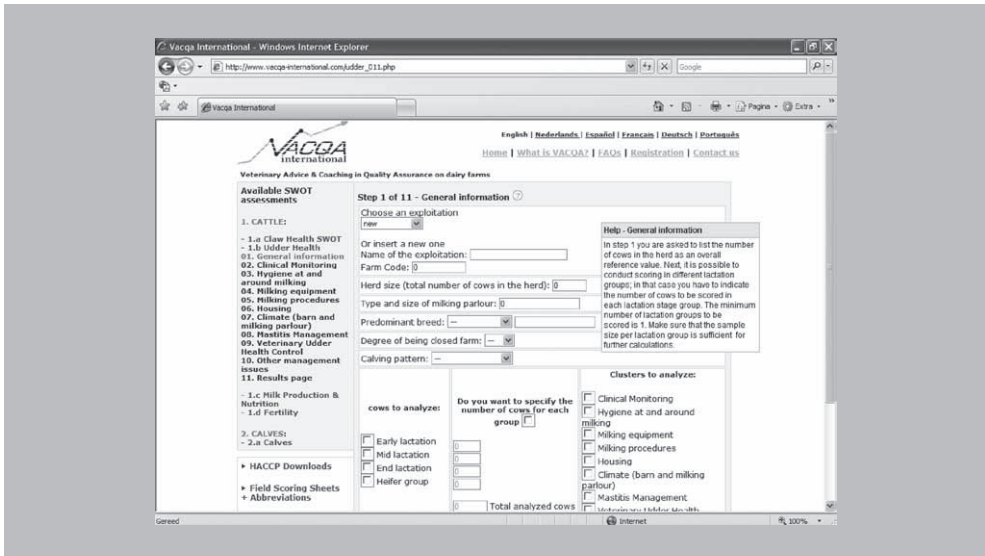 Vacqa International - Windows Internet Explorer
http://www.vacqa-international.com/udder_011.php
Google
Vacqa International
Pagina
Extra
VACQA
international
English | Nederlands | Español | Français | Deutsch | Português
Home | What is VACQA? | FAQs | Registration | Contact us
Veterinary Advice & Coaching in Quality Assurance on dairy farms
Available SWOT
assessments
1. CATTLE:
- 1.a Claw Health SWOT
- 1.b Udder Health
01. General information
02. Clinical Monitoring
03. Hygiene at and
around milking
04. Milking equipment
05. Milking procedures
06. Housing
07. Climate (barn and
milking parlour)
08. Mastitis Management
09. Veterinary Udder
Health Control
10. Other management
issues
11. Results page
- 1.c Milk Production &
Nutrition
- 1.d Fertility
2. CALVES:
- 2.a Calves
▸ HACCP Downloads
▸ Field Scoring Sheets
+ Abbreviations
Step 1 of 11 - General information ?
Choose an exploitation
new
Or insert a new one
Name of the exploitation:
Farm Code: 0
Herd size (total number of cows in the herd): 0
Type and size of milking parlour: 0
Predominant breed: --
Degree of being closed farm: --
Calving pattern: --
Help - General information
In step 1 you are asked to list the number
of cows in the herd as an overall
reference value. Next, it is possible to
conduct scoring in different lactation
groups; in that case you have to indicate
the number of cows to be scored in
each lactation stage group. The minimum
number of lactation groups to be
scored is 1. Make sure that the sample
size per lactation group is sufficient for
further calculations.
cows to analyze:
Early lactation
Mid lactation
End lactation
Heifer group
Do you want to specify the
number of cows for each
group
0
0
0
0
0 Total analyzed cows
Clusters to analyze:
Clinical Monitoring
Hygiene at and around
milking
Milking equipment
Milking procedures
Housing
Climate (barn and milking
parlour)
Mastitis Management
Veterinary Udder Health
Gereed
Internet
100%